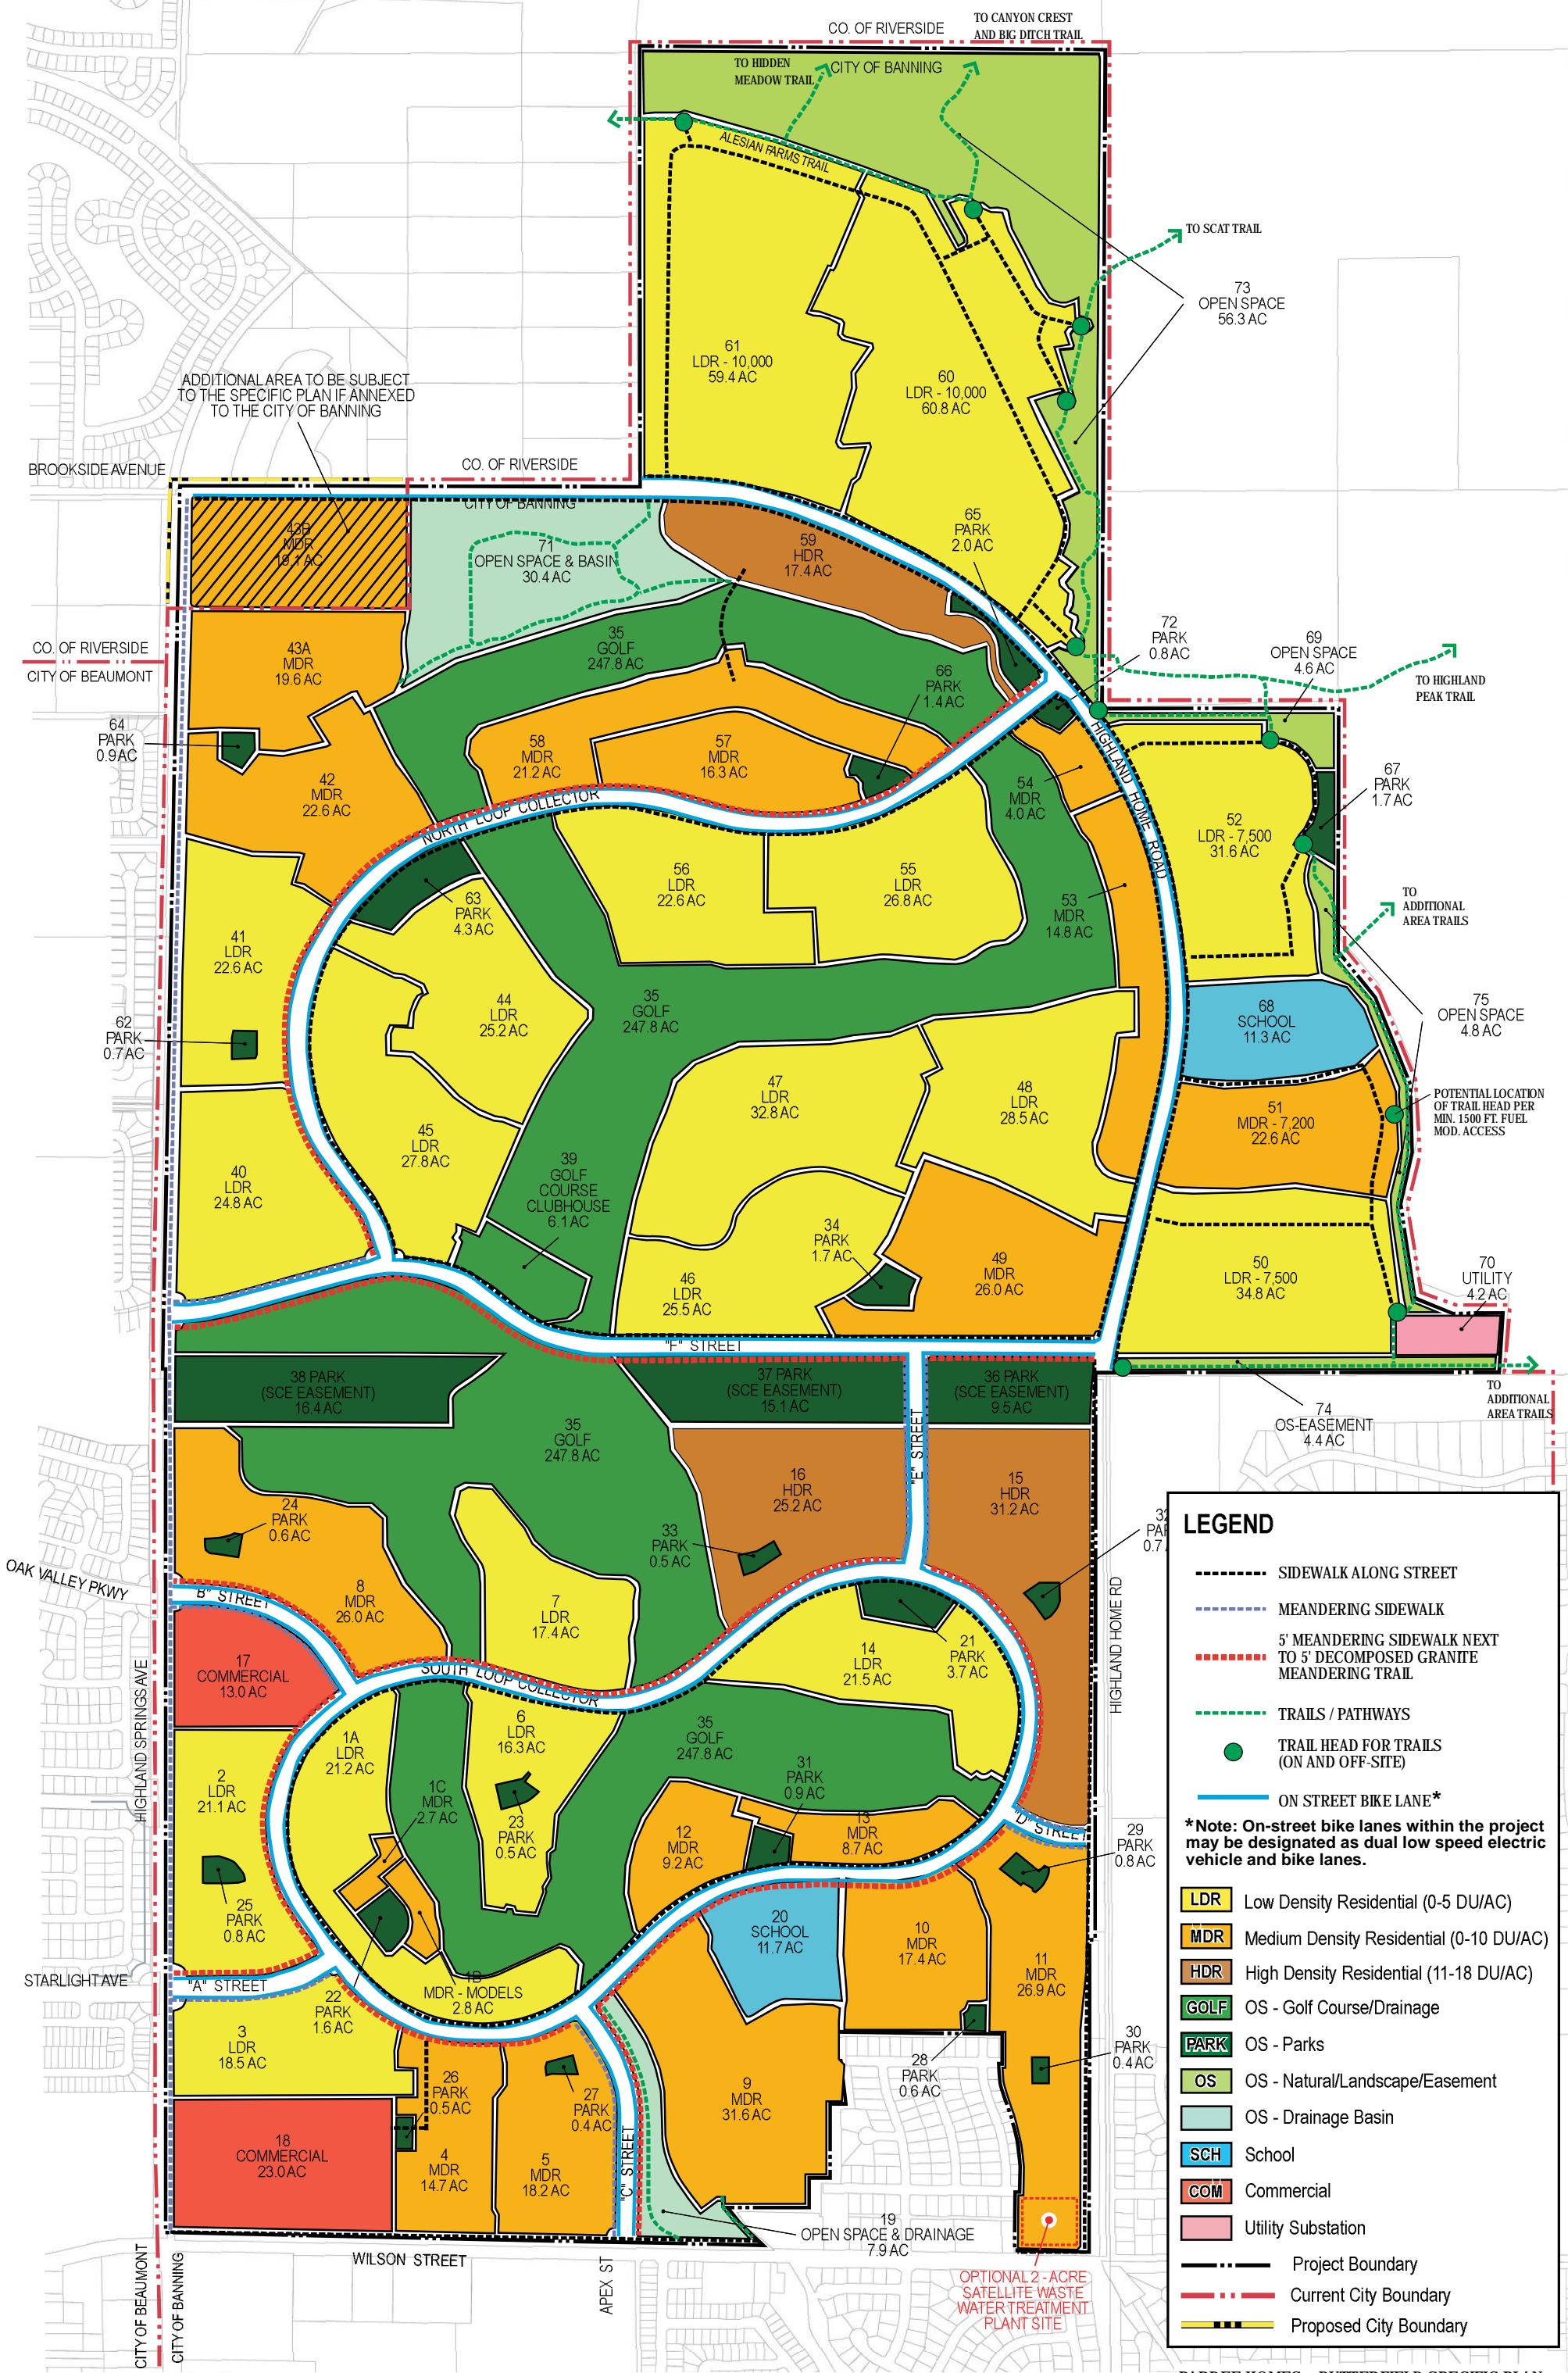 TO CANYON CREST
AND BIG DITCH TRAIL
CO. OF RIVERSIDE
TO HIDDEN
MEADOW TRAIL
CITY OF BANNING
ALESIAN FARMS TRAIL
TO SCAT TRAIL
73
OPEN SPACE
56.3 AC
61
LDR - 10,000
59.4 AC
60
LDR - 10,000
60.8 AC
ADDITIONAL AREA TO BE SUBJECT
TO THE SPECIFIC PLAN IF ANNEXED
TO THE CITY OF BANNING
BROOKSIDE AVENUE
CO. OF RIVERSIDE
CITY OF BANNING
43B
MDR
19.1 AC
71
OPEN SPACE & BASIN
30.4 AC
59
HDR
17.4 AC
65
PARK
2.0 AC
72
PARK
0.8 AC
69
OPEN SPACE
4.6 AC
TO HIGHLAND
PEAK TRAIL
CO. OF RIVERSIDE
CITY OF BEAUMONT
43A
MDR
19.6 AC
35
GOLF
247.8 AC
66
PARK
1.4 AC
64
PARK
0.9 AC
42
MDR
22.6 AC
58
MDR
21.2 AC
57
MDR
16.3 AC
54
MDR
4.0 AC
HIGHLAND HOME ROAD
52
LDR - 7,500
31.6 AC
67
PARK
1.7 AC
NORTH LOOP COLLECTOR
56
LDR
22.6 AC
55
LDR
26.8 AC
63
PARK
4.3 AC
53
MDR
14.8 AC
TO
ADDITIONAL
AREA TRAILS
41
LDR
22.6 AC
44
LDR
25.2 AC
35
GOLF
247.8 AC
68
SCHOOL
11.3 AC
75
OPEN SPACE
4.8 AC
62
PARK
0.7 AC
47
LDR
32.8 AC
48
LDR
28.5 AC
51
MDR - 7,200
22.6 AC
POTENTIAL LOCATION
OF TRAIL HEAD PER
MIN. 1500 FT. FUEL
MOD. ACCESS
45
LDR
27.8 AC
40
LDR
24.8 AC
39
GOLF
COURSE
CLUBHOUSE
6.1 AC
34
PARK
1.7 AC
49
MDR
26.0 AC
46
LDR
25.5 AC
50
LDR - 7,500
34.8 AC
70
UTILITY
4.2 AC
"F" STREET
38 PARK
(SCE EASEMENT)
16.4 AC
37 PARK
(SCE EASEMENT)
15.1 AC
36 PARK
(SCE EASEMENT)
9.5 AC
TO
ADDITIONAL
AREA TRAILS
74
OS-EASEMENT
4.4 AC
35
GOLF
247.8 AC
"E" STREET
16
HDR
25.2 AC
15
HDR
31.2 AC
24
PARK
0.6 AC
33
PARK
0.5 AC
OAK VALLEY PKWY
"B" STREET
8
MDR
26.0 AC
7
LDR
17.4 AC
HIGHLAND HOME RD
17
COMMERCIAL
13.0 AC
HIGHLAND SPRINGS AVE
SOUTH LOOP COLLECTOR
14
LDR
21.5 AC
21
PARK
3.7 AC
1A
LDR
21.2 AC
6
LDR
16.3 AC
35
GOLF
247.8 AC
2
LDR
21.1 AC
1C
MDR
2.7 AC
31
PARK
0.9 AC
23
PARK
0.5 AC
12
MDR
9.2 AC
13
MDR
8.7 AC
"D" STREET
29
PARK
0.8 AC
25
PARK
0.8 AC
20
SCHOOL
11.7 AC
10
MDR
17.4 AC
11
MDR
26.9 AC
STARLIGHT AVE
"A" STREET
1B
MDR - MODELS
2.8 AC
22
PARK
1.6 AC
3
LDR
18.5 AC
26
PARK
0.5 AC
27
PARK
0.4 AC
9
MDR
31.6 AC
28
PARK
0.6 AC
30
PARK
0.4 AC
18
COMMERCIAL
23.0 AC
4
MDR
14.7 AC
5
MDR
18.2 AC
"C" STREET
19
OPEN SPACE & DRAINAGE
7.9 AC
CITY OF BEAUMONT
CITY OF BANNING
WILSON STREET
APEX ST
OPTIONAL 2 - ACRE
SATELLITE WASTE
WATER TREATMENT
PLANT SITE
LEGEND
SIDEWALK ALONG STREET
MEANDERING SIDEWALK
5' MEANDERING SIDEWALK NEXT
TO 5' DECOMPOSED GRANITE
MEANDERING TRAIL
TRAILS / PATHWAYS
TRAIL HEAD FOR TRAILS
(ON AND OFF-SITE)
ON STREET BIKE LANE*
*Note: On-street bike lanes within the project
may be designated as dual low speed electric
vehicle and bike lanes.
LDR Low Density Residential (0-5 DU/AC)
MDR Medium Density Residential (0-10 DU/AC)
HDR High Density Residential (11-18 DU/AC)
GOLF OS - Golf Course/Drainage
PARK OS - Parks
OS OS - Natural/Landscape/Easement
OS - Drainage Basin
SCH School
COM Commercial
Utility Substation
Project Boundary
Current City Boundary
Proposed City Boundary